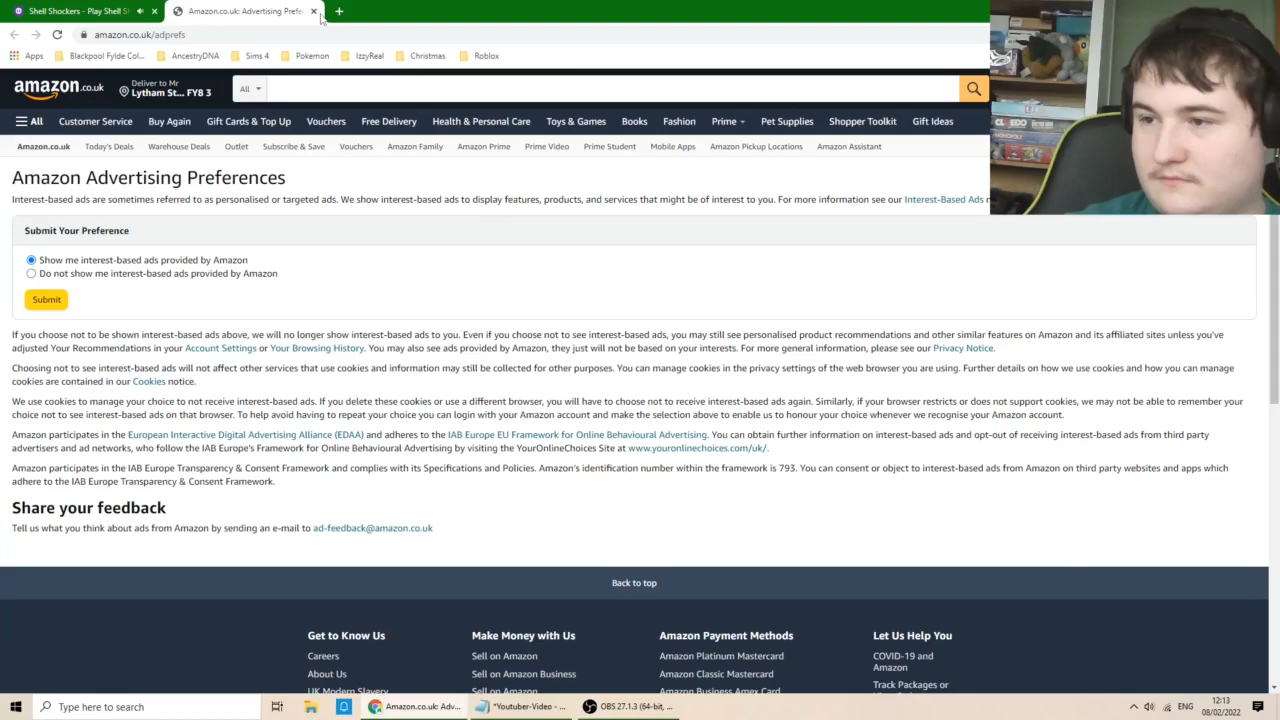 Shell Shockers - Play Shell S
Amazon.co.uk: Advertising Prefe
amazon.co.uk/adprefs
Apps
Blackpool Fylde Col...
AncestryDNA
Sims 4
Pokemon
IzzyReal
Christmas
Roblox
amazon.co.uk
Deliver to Mr
Lytham St... FY8 3
All
All
Customer Service
Buy Again
Gift Cards & Top Up
Vouchers
Free Delivery
Health & Personal Care
Toys & Games
Books
Fashion
Prime
Pet Supplies
Shopper Toolkit
Gift Ideas
Amazon.co.uk
Today's Deals
Warehouse Deals
Outlet
Subscribe & Save
Vouchers
Amazon Family
Amazon Prime
Prime Video
Prime Student
Mobile Apps
Amazon Pickup Locations
Amazon Assistant
CLUEDO
Amazon Advertising Preferences
Interest-based ads are sometimes referred to as personalised or targeted ads. We show interest-based ads to display features, products, and services that might be of interest to you. For more information see our Interest-Based Ads n
Submit Your Preference
Show me interest-based ads provided by Amazon
Do not show me interest-based ads provided by Amazon
Submit
If you choose not to be shown interest-based ads above, we will no longer show interest-based ads to you. Even if you choose not to see interest-based ads, you may still see personalised product recommendations and other similar features on Amazon and its affiliated sites unless you've
adjusted Your Recommendations in your Account Settings or Your Browsing History. You may also see ads provided by Amazon, they just will not be based on your interests. For more general information, please see our Privacy Notice.
Choosing not to see interest-based ads will not affect other services that use cookies and information may still be collected for other purposes. You can manage cookies in the privacy settings of the web browser you are using. Further details on how we use cookies and how you can manage
cookies are contained in our Cookies notice.
We use cookies to manage your choice to not receive interest-based ads. If you delete these cookies or use a different browser, you will have to choose not to receive interest-based ads again. Similarly, if your browser restricts or does not support cookies, we may not be able to remember your
choice not to see interest-based ads on that browser. To help avoid having to repeat your choice you can login with your Amazon account and make the selection above to enable us to honour your choice whenever we recognise your Amazon account.
Amazon participates in the European Interactive Digital Advertising Alliance (EDAA) and adheres to the IAB Europe EU Framework for Online Behavioural Advertising. You can obtain further information on interest-based ads and opt-out of receiving interest-based ads from third party
advertisers and ad networks, who follow the IAB Europe's Framework for Online Behavioural Advertising by visiting the YourOnlineChoices Site at www.youronlinechoices.com/uk/.
Amazon participates in the IAB Europe Transparency & Consent Framework and complies with its Specifications and Policies. Amazon's identification number within the framework is 793. You can consent or object to interest-based ads from Amazon on third party websites and apps which
adhere to the IAB Europe Transparency & Consent Framework.
Share your feedback
Tell us what you think about ads from Amazon by sending an e-mail to ad-feedback@amazon.co.uk
Back to top
Get to Know Us
Careers
About Us
UK Modern Slavery
Make Money with Us
Sell on Amazon
Sell on Amazon Business
Sell on Amazon
Amazon Payment Methods
Amazon Platinum Mastercard
Amazon Classic Mastercard
Amazon Business Amex Card
Let Us Help You
COVID-19 and
Amazon
Track Packages or
Type here to search
Amazon.co.uk: Adv...
*Youtuber-Video - ...
OBS 27.1.3 (64-bit, ...
ENG
12:13
08/02/2022